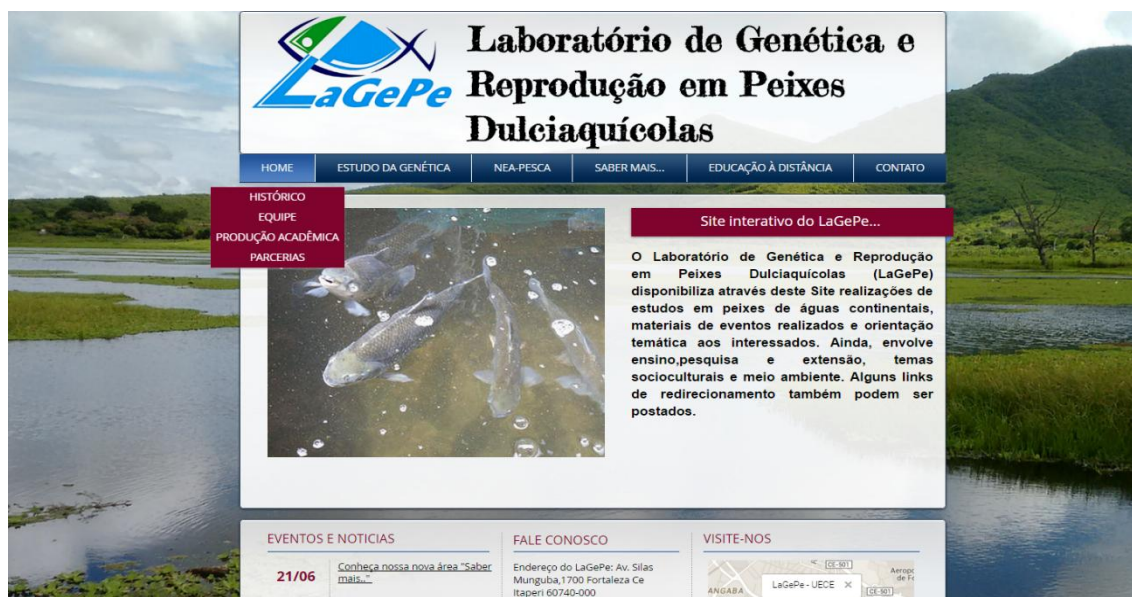 LaGePe
Laboratório de Genética e
Reprodução em Peixes
Dulciaquícolas
HOME
ESTUDO DA GENÉTICA
NEA-PESCA
SABER MAIS...
EDUCAÇÃO À DISTÂNCIA
CONTATO
HISTÓRICO
EQUIPE
PRODUÇÃO ACADÊMICA
PARCERIAS
Site interativo do LaGePe...
O Laboratório de Genética e Reprodução
em Peixes Dulciaquícolas (LaGePe)
disponibiliza através deste Site realizações de
estudos em peixes de águas continentais,
materiais de eventos realizados e orientação
temática aos interessados. Ainda, envolve
ensino,pesquisa e extensão, temas
socioculturais e meio ambiente. Alguns links
de redirecionamento também podem ser
postados.
EVENTOS E NOTICIAS
21/06
Conheça nossa nova área "Saber
mais.."
FALE CONOSCO
Endereço do LaGePe: Av. Silas
Munguba,1700 Fortaleza Ce
Itaperi 60740-000
VISITE-NOS
CE-501
LaGePe - UECE ×
ANGABA
CE-501